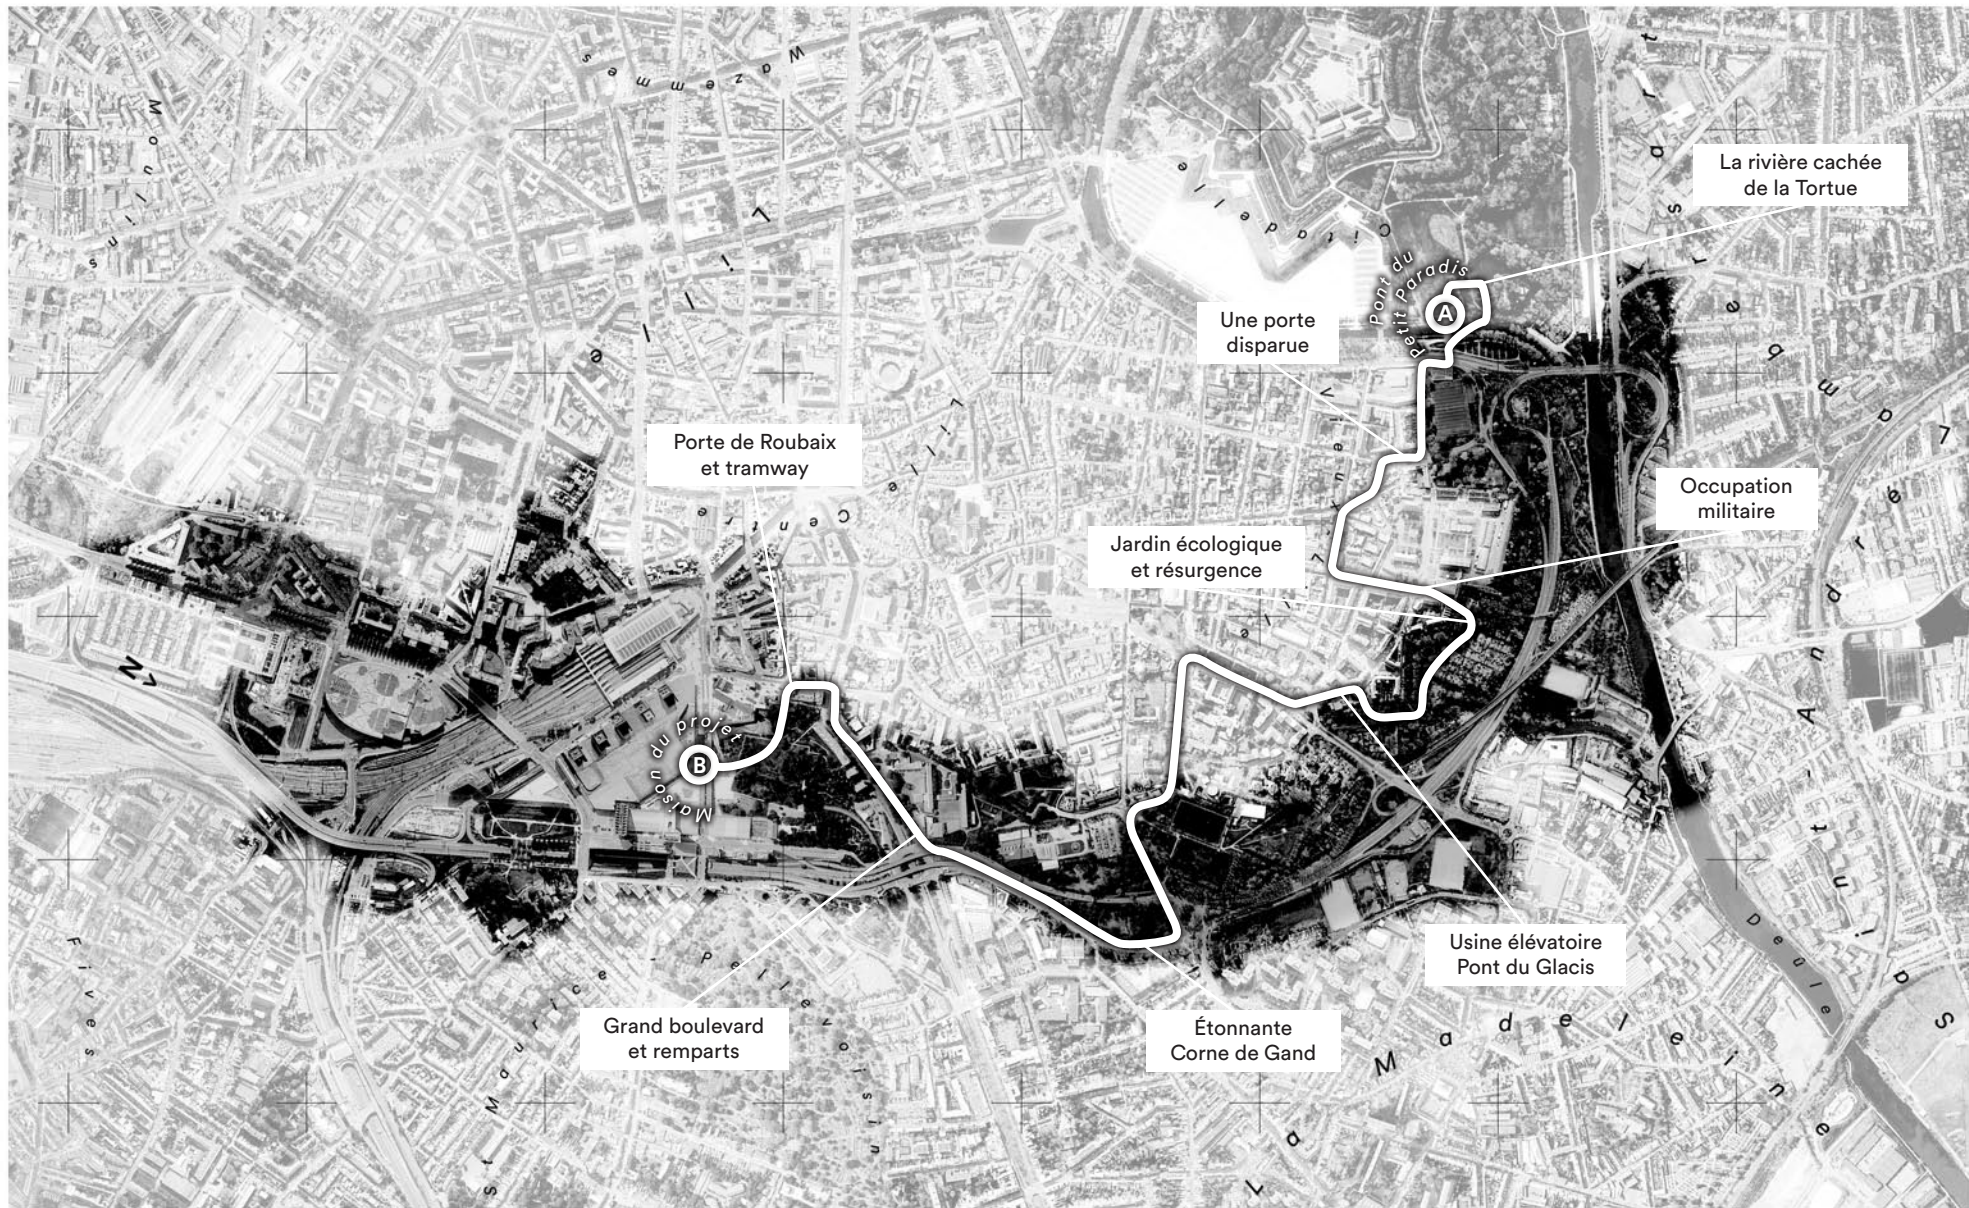 Wazemmes
Moulins
Lille
Citadelle
Lambersart
La rivière cachée
de la Tortue
Pont du
Petit Paradis
A
Une porte
disparue
Porte de Roubaix
et tramway
Lille Centre
Vieux Lille
Occupation
militaire
Jardin écologique
et résurgence
St-André-
N
Maison du projet
B
Usine élévatoire
Pont du Glacis
Deûle
Fives
St Maurice - Pellevoisin
Grand boulevard
et remparts
Étonnante
Corne de Gand
La Madeleine